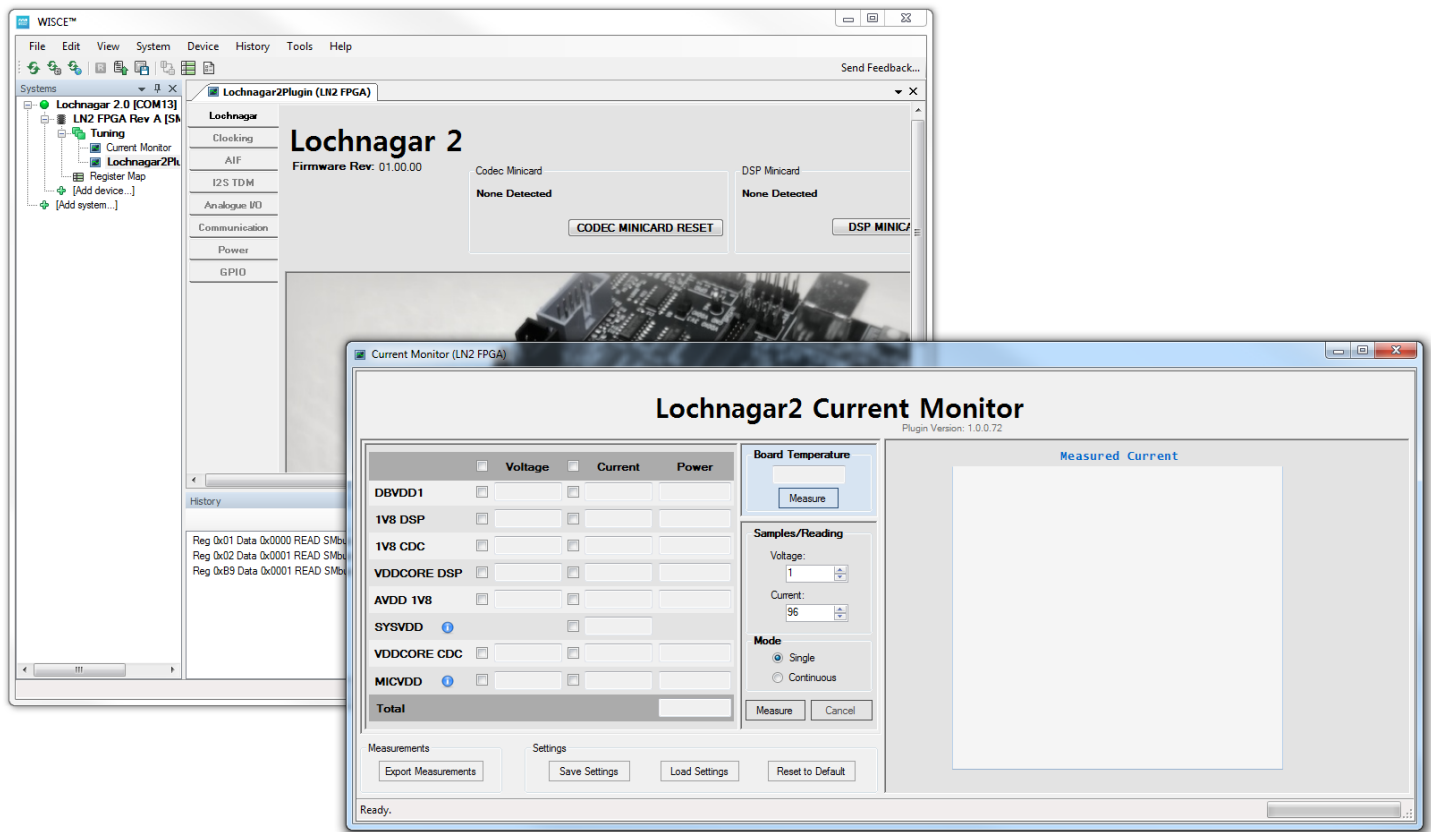 WISCE™
File Edit View System Device History Tools Help
Send Feedback...
Systems
Lochnagar 2.0 [COM13]
LN2 FPGA Rev A [SM
Tuning
Current Monitor
Lochnagar2Plu
Register Map
[Add device...]
[Add system...]
Lochnagar2Plugin (LN2 FPGA)
Lochnagar
Clocking
AIF
I2S TDM
Analogue I/O
Communication
Power
GPIO
Lochnagar 2
Firmware Rev: 01.00.00
Codec Minicard
None Detected
CODEC MINICARD RESET
DSP Minicard
None Detected
DSP MINICA
History
Reg 0x01 Data 0x0000 READ SMbu
Reg 0x02 Data 0x0001 READ SMbu
Reg 0xB9 Data 0x0001 READ SMbu
Current Monitor (LN2 FPGA)
Lochnagar2 Current Monitor
Plugin Version: 1.0.0.72
Voltage Current Power
DBVDD1
1V8 DSP
1V8 CDC
VDDCORE DSP
AVDD 1V8
SYSVDD
VDDCORE CDC
MICVDD
Total
Board Temperature
Measure
Samples/Reading
Voltage:
1
Current:
96
Mode
Single
Continuous
Measure Cancel
Measured Current
Measurements
Export Measurements
Settings
Save Settings Load Settings Reset to Default
Ready.